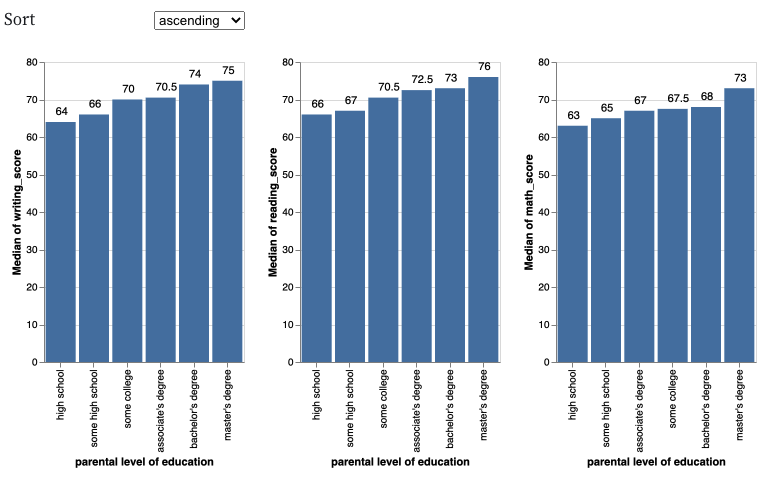 Sort
ascending
Median of writing_score
80
70
60
50
40
30
20
10
0
64
66
70
70.5
74
75
high school
some high school
some college
associate's degree
bachelor's degree
master's degree
parental level of education
Median of reading_score
80
70
60
50
40
30
20
10
0
66
67
70.5
72.5
73
76
high school
some high school
some college
associate's degree
bachelor's degree
master's degree
parental level of education
Median of math_score
80
70
60
50
40
30
20
10
0
63
65
67
67.5
68
73
high school
some high school
associate's degree
some college
bachelor's degree
master's degree
parental level of education